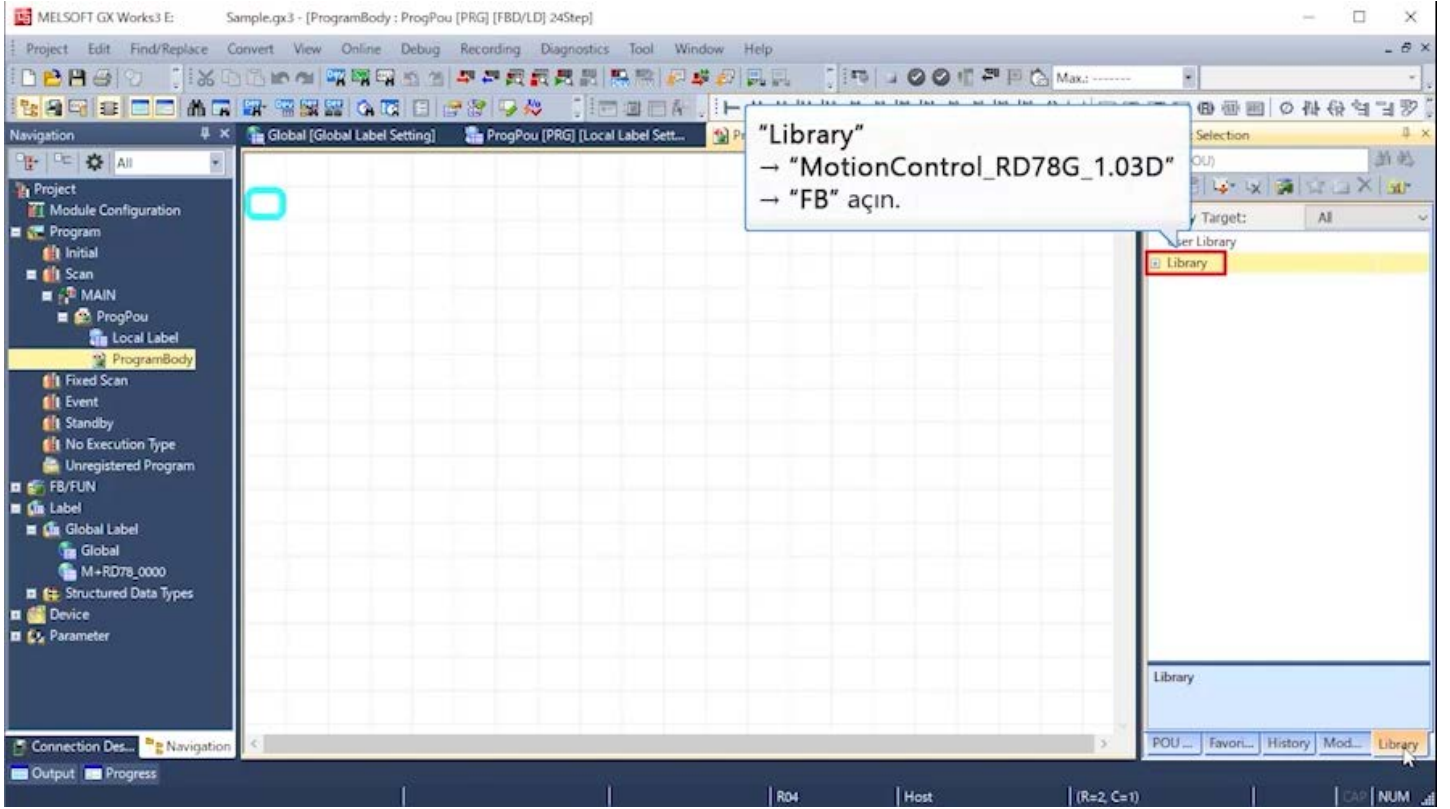 MELSOFT GX Works3 E: Sample.gx3 - [ProgramBody : ProgPou [PRG] [FBD/LD] 24Step]
Project Edit Find/Replace Convert View Online Debug Recording Diagnostics Tool Window Help
Max.: --------
Navigation
Global [Global Label Setting]
ProgPou [PRG] [Local Label Sett...
Selection
All
Project
Module Configuration
Program
Initial
Scan
MAIN
ProgPou
Local Label
ProgramBody
Fixed Scan
Event
Standby
No Execution Type
Unregistered Program
FB/FUN
Label
Global Label
Global
M+RD78_0000
Structured Data Types
Device
Parameter
Connection Des... Navigation
Output Progress
"Library"
→ "MotionControl_RD78G_1.03D"
→ "FB" açın.
OU)
Target: All
ser Library
Library
Library
POU ... Favori... History Mod... Library
R04 Host (R=2, C=1) CAP NUM